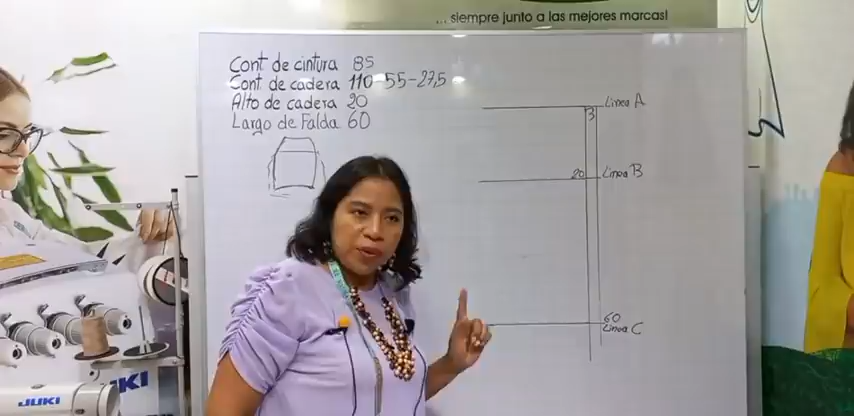 ... siempre junto a las mejores marcas!
Cont de cintura 85
Cont de cadera 110-55-27,5
Alto de cadera 20
Largo de Falda 60
3 Linea A
20 Linea B
60
Linea C
JUKI
KI